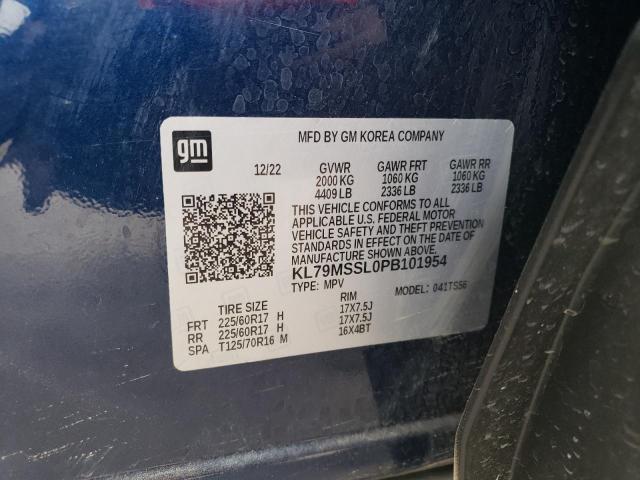 gm
MFD BY GM KOREA COMPANY
12/22 GVWR GAWR FRT GAWR RR
2000 KG 1060 KG 1060 KG
4409 LB 2336 LB 2336 LB
THIS VEHICLE CONFORMS TO ALL
APPLICABLE U.S. FEDERAL MOTOR
VEHICLE SAFETY AND THEFT PREVENTION
STANDARDS IN EFFECT ON THE DATE OF
MANUFACTURE SHOWN ABOVE.
KL79MSSL0PB101954
TYPE: MPV MODEL: 041TS56
TIRE SIZE RIM
FRT 225/60R17 H 17X7.5J
RR 225/60R17 H 17X7.5J
SPA T125/70R16 M 16X4BT